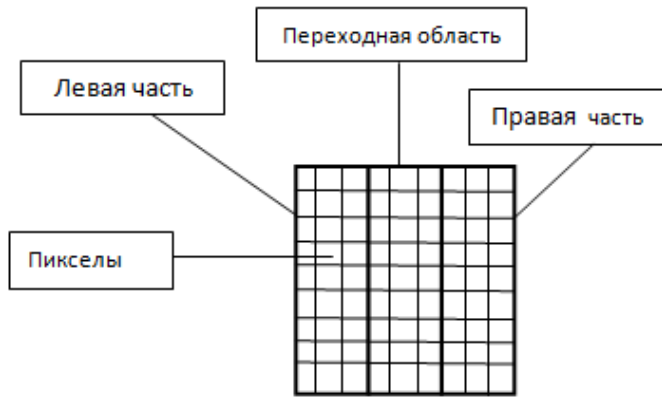 Переходная область
Левая часть
Правая часть
Пикселы